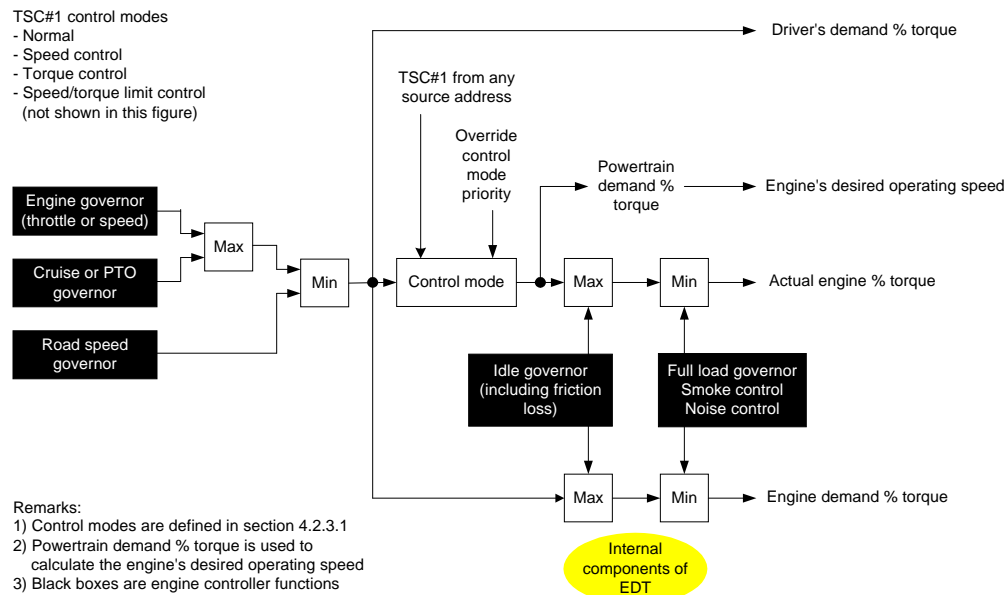 TSC#1 control modes
- Normal
- Speed control
- Torque control
- Speed/torque limit control
(not shown in this figure)
Driver's demand % torque
TSC#1 from any
source address
Override
control
mode
priority
Powertrain
demand %
torque
Engine's desired operating speed
Engine governor
(throttle or speed)
Max
Cruise or PTO
governor
Min
Control mode
Max
Min
Actual engine % torque
Road speed
governor
Idle governor
(including friction
loss)
Full load governor
Smoke control
Noise control
Max
Min
Engine demand % torque
Remarks:
1) Control modes are defined in section 4.2.3.1
2) Powertrain demand % torque is used to
calculate the engine's desired operating speed
3) Black boxes are engine controller functions
Internal
components of
EDT